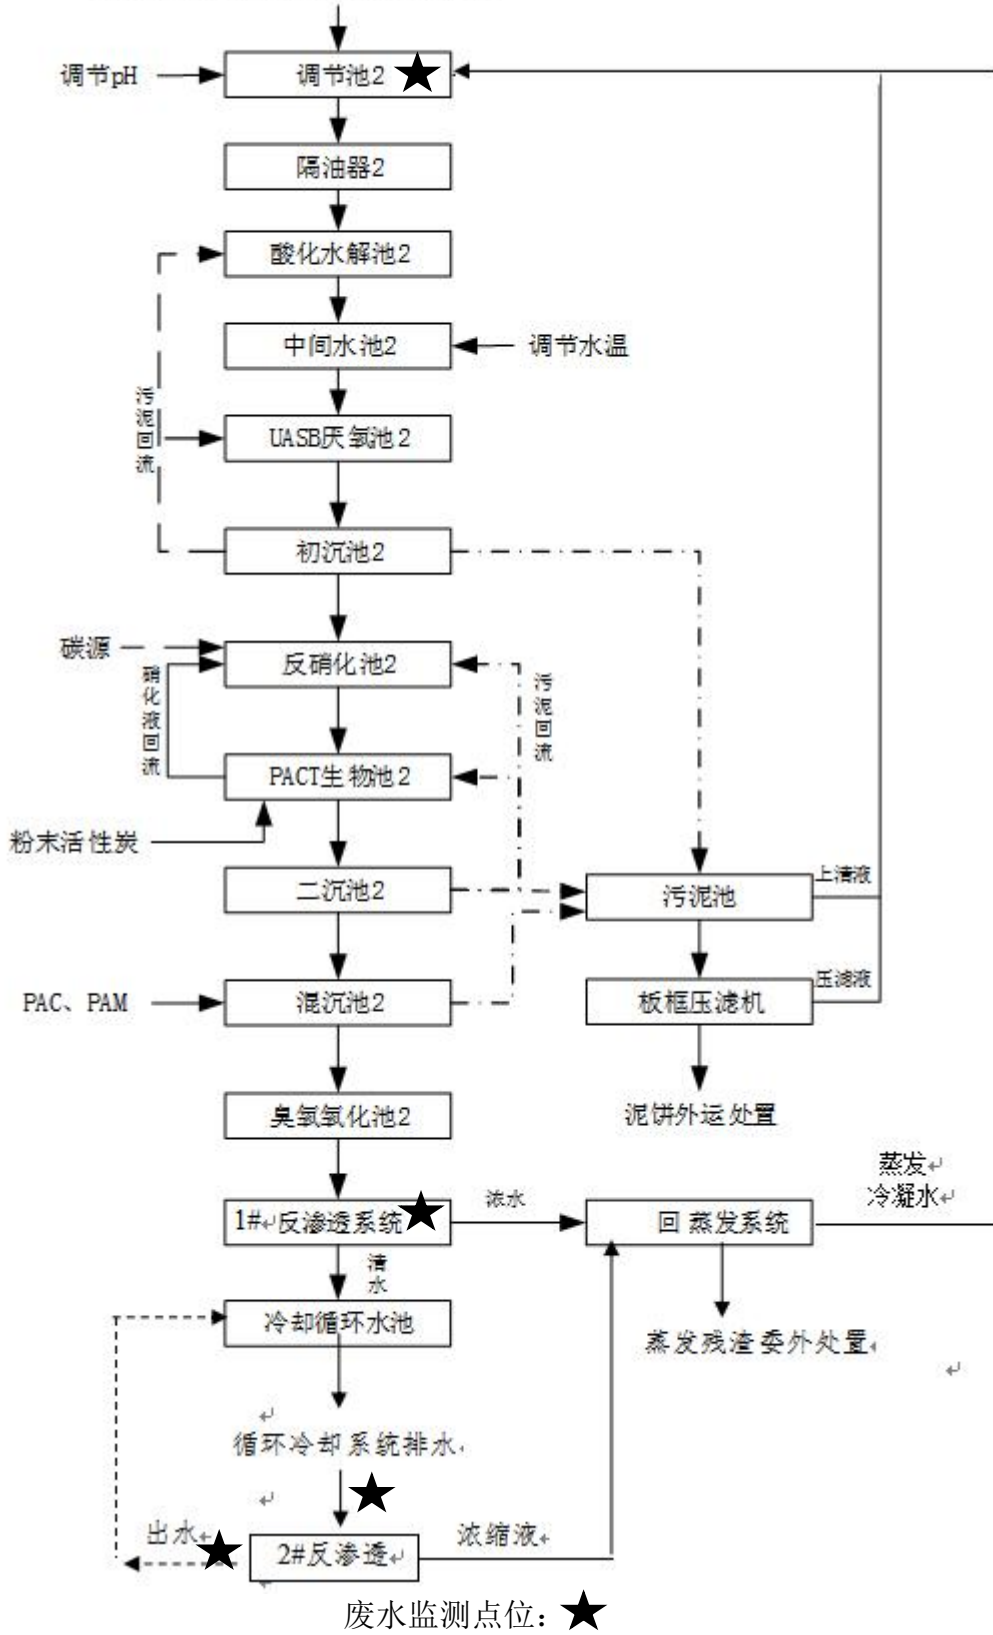 调节pH
调节池2
隔油器2
酸化水解池2
中间水池2
调节水温
污泥回流
UASB厌氧池2
初沉池2
碳源
反硝化池2
硝化液回流
污泥回流
PACT生物池2
粉末活性炭
二沉池2
污泥池
上清液
PAC、PAM
混沉池2
板框压滤机
压滤液
臭氧氧化池2
泥饼外运处置
蒸发
冷凝水
1#反渗透系统
浓水
回 蒸发系统
清水
冷却循环水池
蒸发残渣委外处置
循环冷却系统排水
出水
2#反渗透
浓缩液
废水监测点位：★